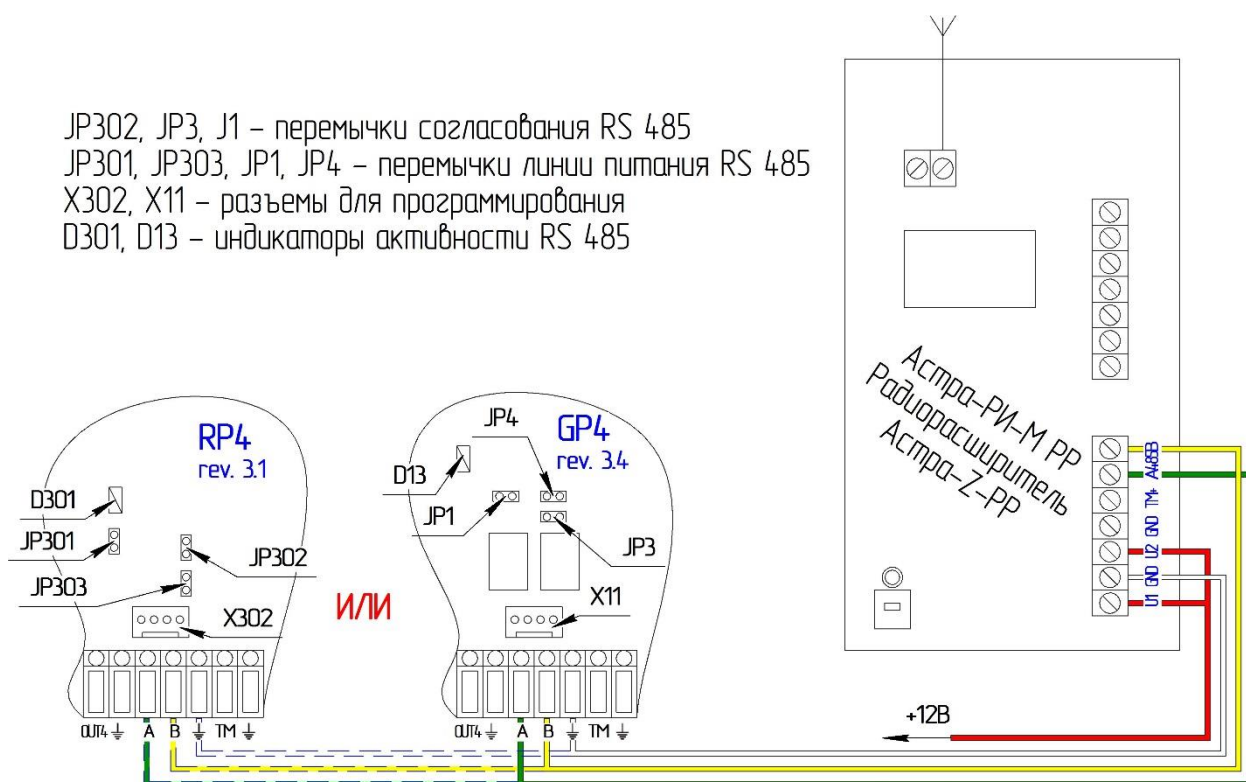 JP302, JP3, J1 – перемычки согласования RS 485
JP301, JP303, JP1, JP4 – перемычки линии питания RS 485
X302, X11 – разъемы для программирования
D301, D13 – индикаторы активности RS 485
Астра-РИ-М РР
Радиорасширитель
Астра-Z-РР
RP4
rev. 3.1
D301
JP301
JP303
JP302
X302
OUT4 A B TM
ИЛИ
JP4
GP4
rev. 3.4
D13
JP1
JP3
X11
OUT4 A B TM
B
A485
TM+
GND
U2
GND
U1
+12В